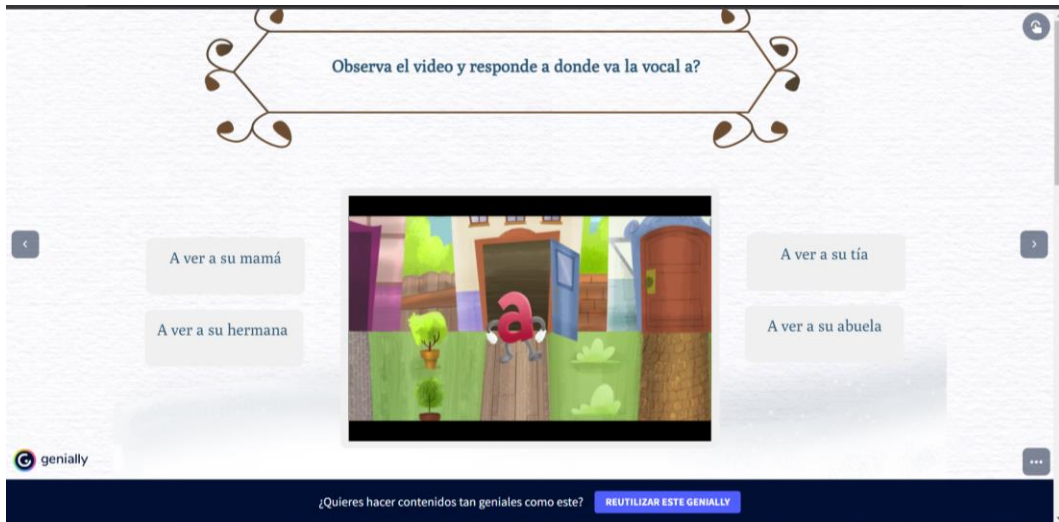 Observa el video y responde a donde va la vocal a?
A ver a su mamá
A ver a su hermana
a
A ver a su tía
A ver a su abuela
genially
¿Quieres hacer contenidos tan geniales como este?
REUTILIZAR ESTE GENIALLY